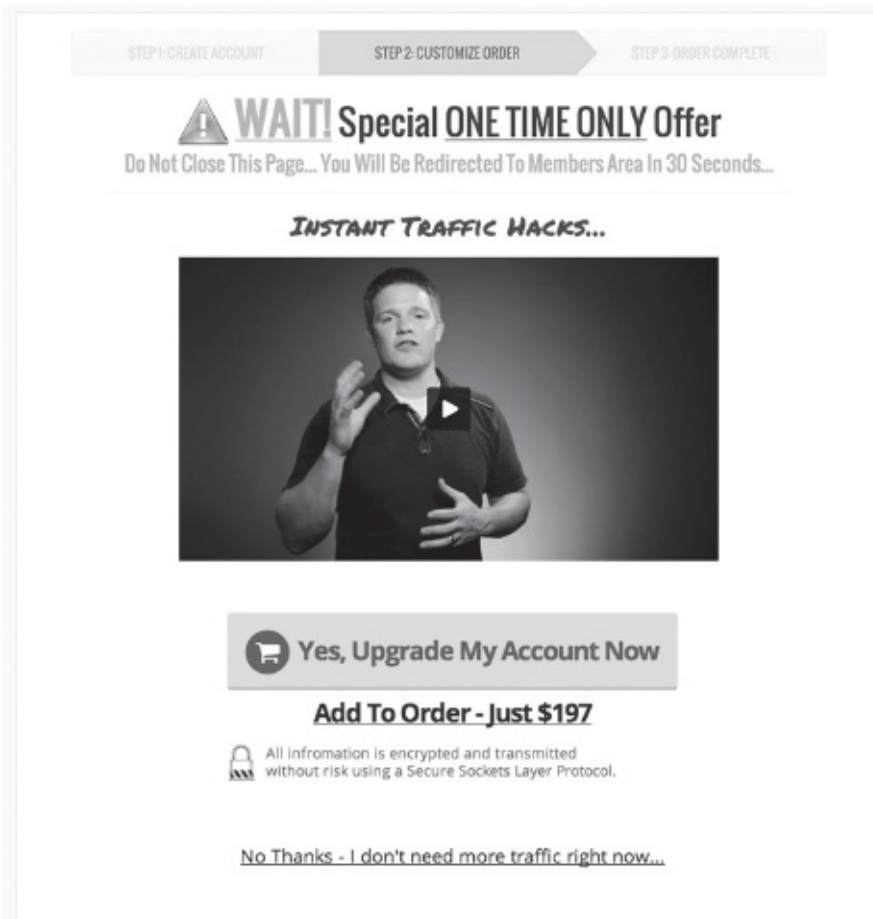 STEP 1: CREATE ACCOUNT
STEP 2: CUSTOMIZE ORDER
STEP 3: ORDER COMPLETE
WAIT! Special ONE TIME ONLY Offer
Do Not Close This Page... You Will Be Redirected To Members Area In 30 Seconds...
INSTANT TRAFFIC HACKS...
Yes, Upgrade My Account Now
Add To Order - Just $197
All infromation is encrypted and transmitted
without risk using a Secure Sockets Layer Protocol.
No Thanks - I don't need more traffic right now...